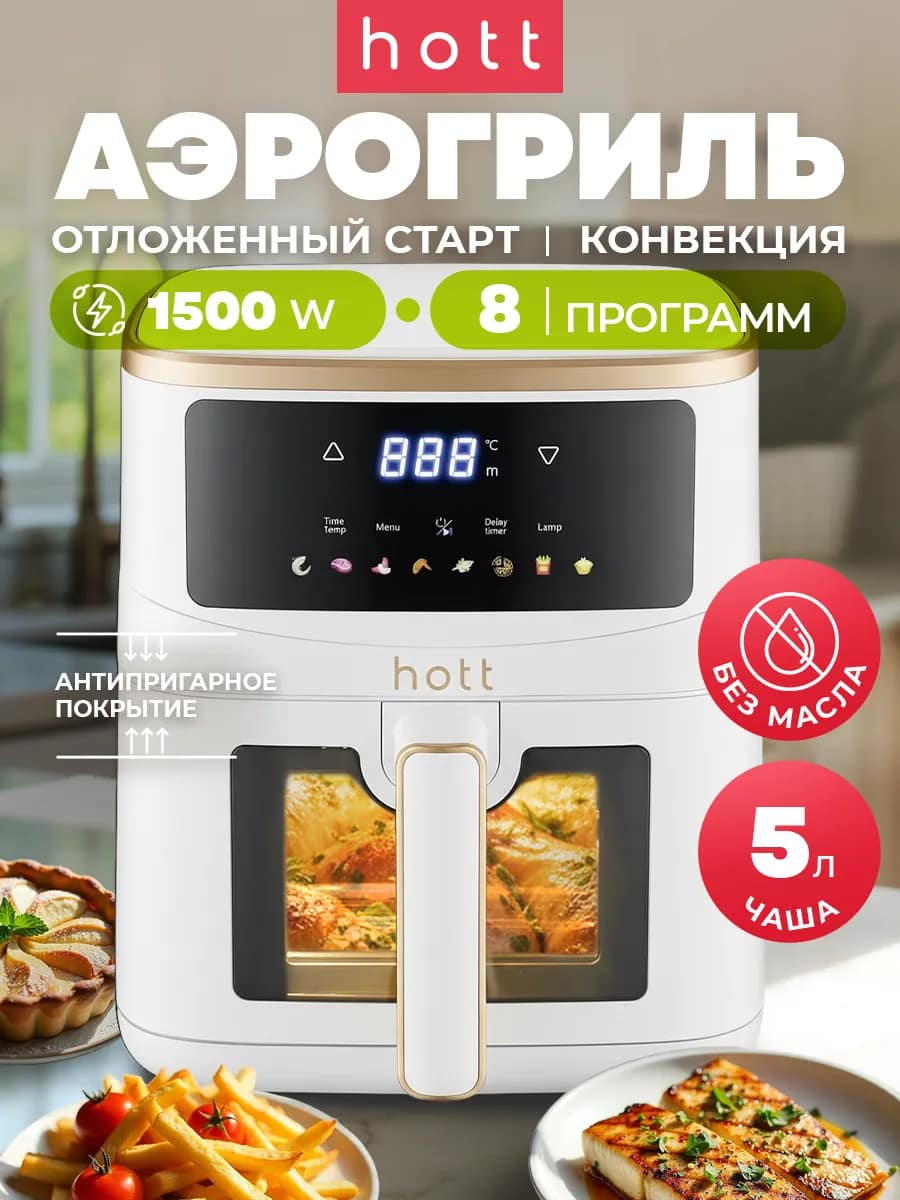 hott
АЭРОГРИЛЬ
ОТЛОЖЕННЫЙ СТАРТ | КОНВЕКЦИЯ
1500 W • 8 | ПРОГРАММ
888 °C
m
Time
Temp
Menu
Delay
timer
Lamp
hott
АНТИПРИГАРНОЕ
ПОКРЫТИЕ
БЕЗ МАСЛА
5 л
ЧАША